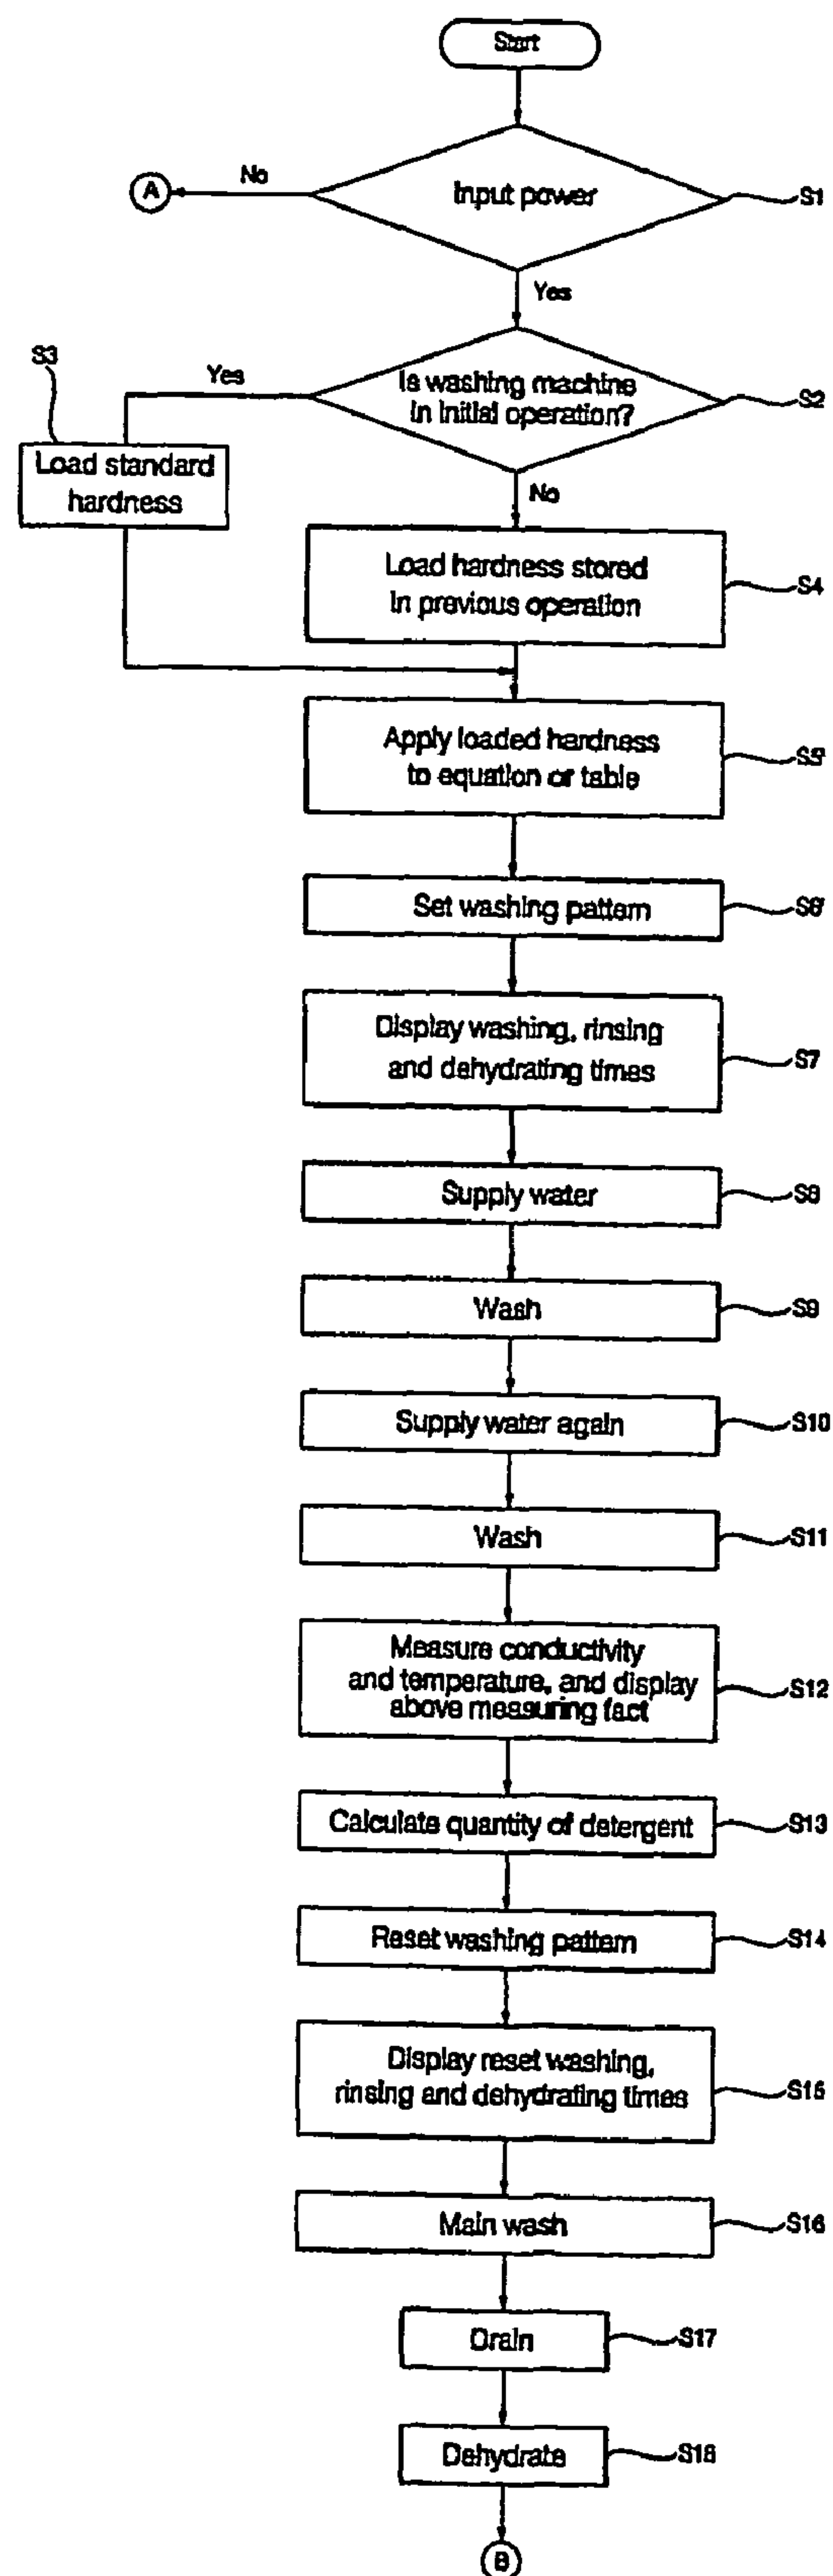 Start
Input power
S1
No
A
Yes
Is washing machine
in initial operation?
S2
Yes
S3
Load standard
hardness
No
Load hardness stored
in previous operation
S4
Apply loaded hardness
to equation or table
S5'
Set washing pattern
S6'
Display washing, rinsing
and dehydrating times
S7
Supply water
S8
Wash
S9
Supply water again
S10
Wash
S11
Measure conductivity
and temperature, and display
above measuring fact
S12
Calculate quantity of detergent
S13
Reset washing pattern
S14
Display reset washing,
rinsing and dehydrating times
S15
Main wash
S16
Drain
S17
Dehydrate
S18
B